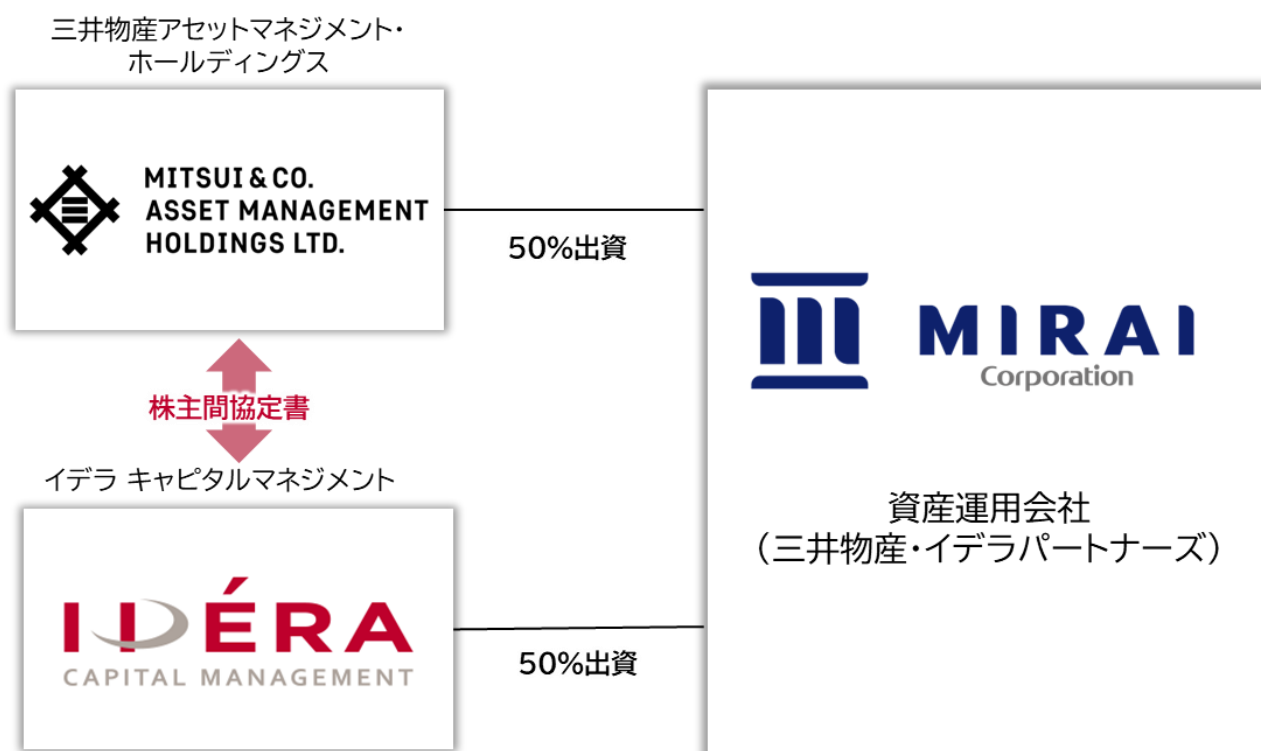 三井物産アセットマネジメント・
ホールディングス
MITSUI & CO.
ASSET MANAGEMENT
HOLDINGS LTD.
50%出資
株主間協定書
イデラ キャピタルマネジメント
IDÉRA
CAPITAL MANAGEMENT
50%出資
MIRAI
Corporation
資産運用会社
（三井物産・イデラパートナーズ）